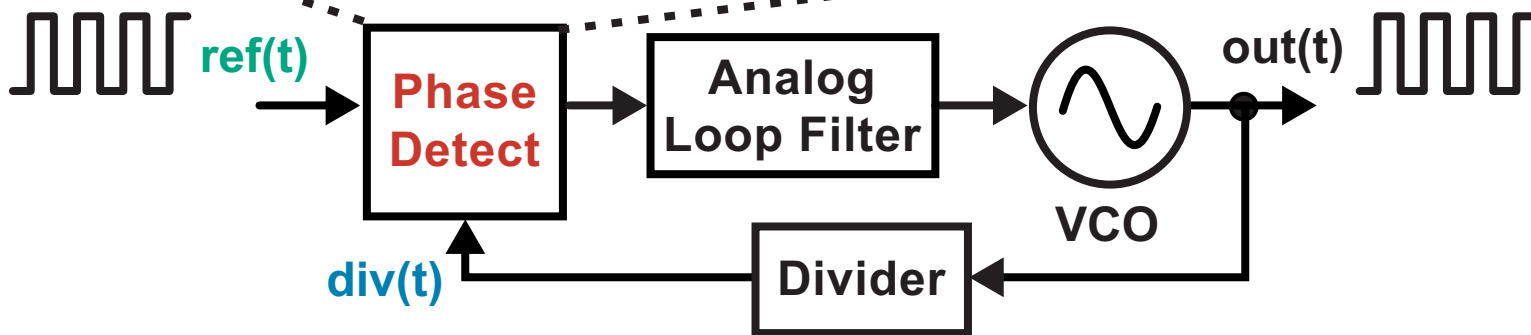 ref(t)
Phase
Detect
Analog
Loop Filter
VCO
out(t)
div(t)
Divider